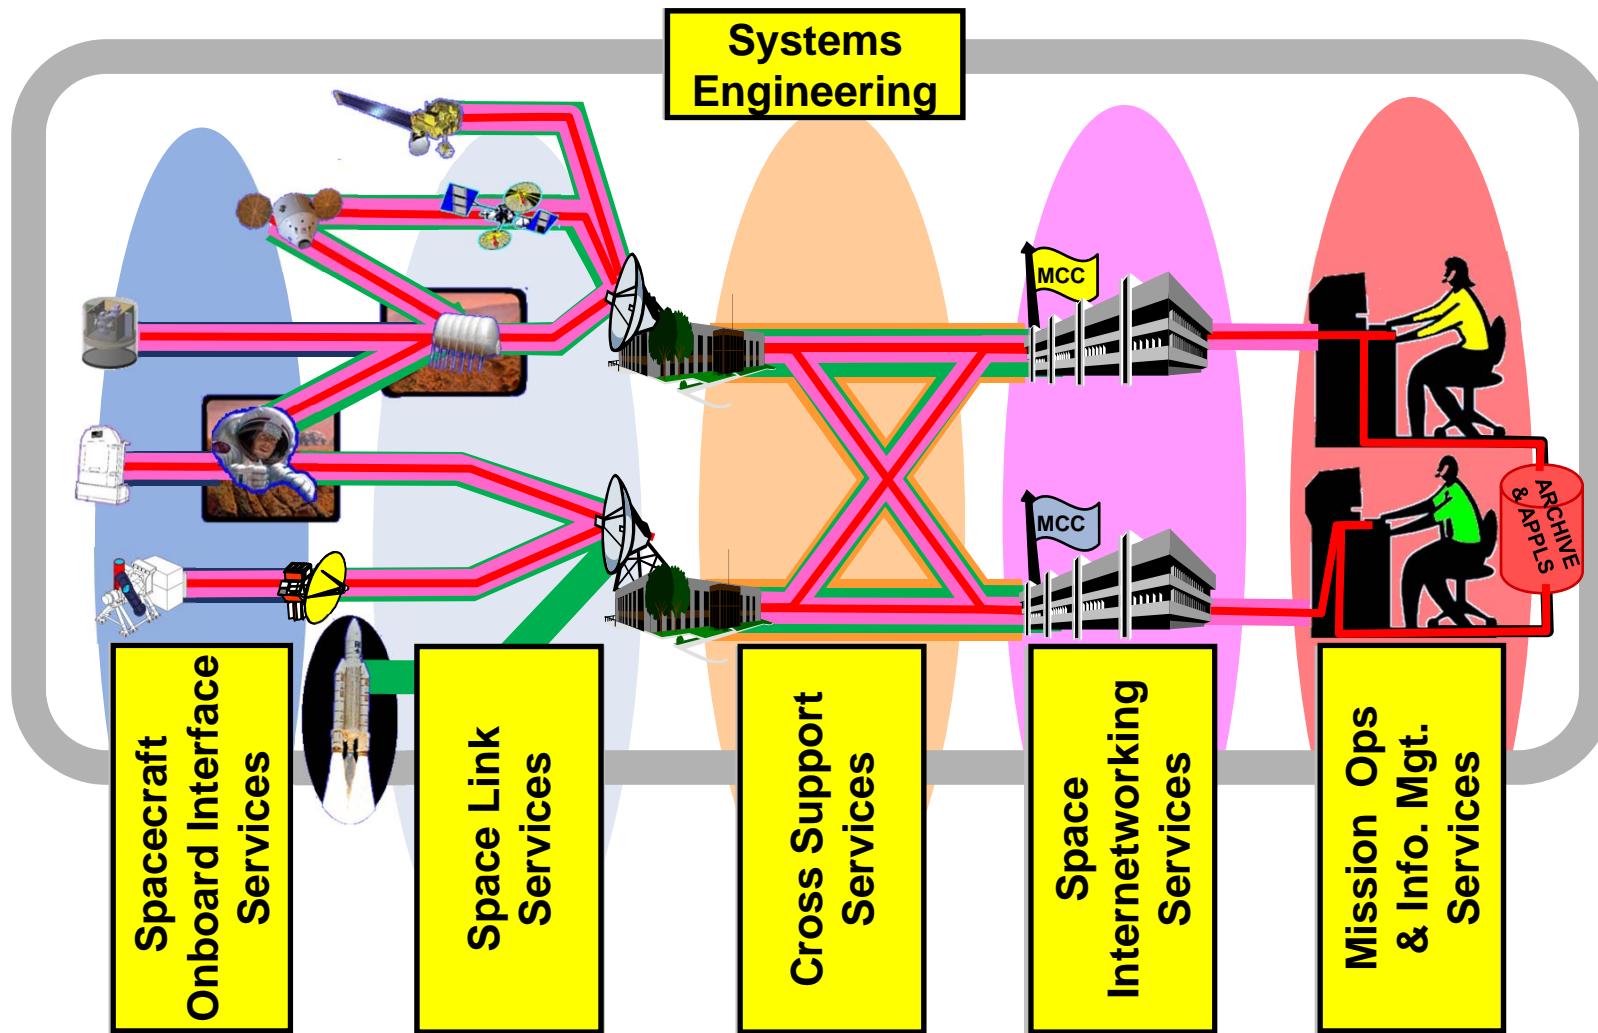 Systems
Engineering
MCC
MCC
ARCHIVE
& APPLS
Spacecraft
Onboard Interface
Services
Space Link
Services
Cross Support
Services
Space
Internetworking
Services
Mission Ops
& Info. Mgt.
Services